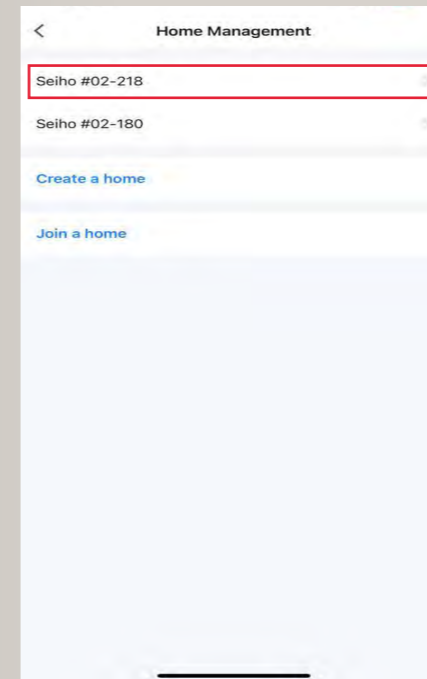 Home Management
Seiho #02-218
Seiho #02-180
Create a home
Join a home